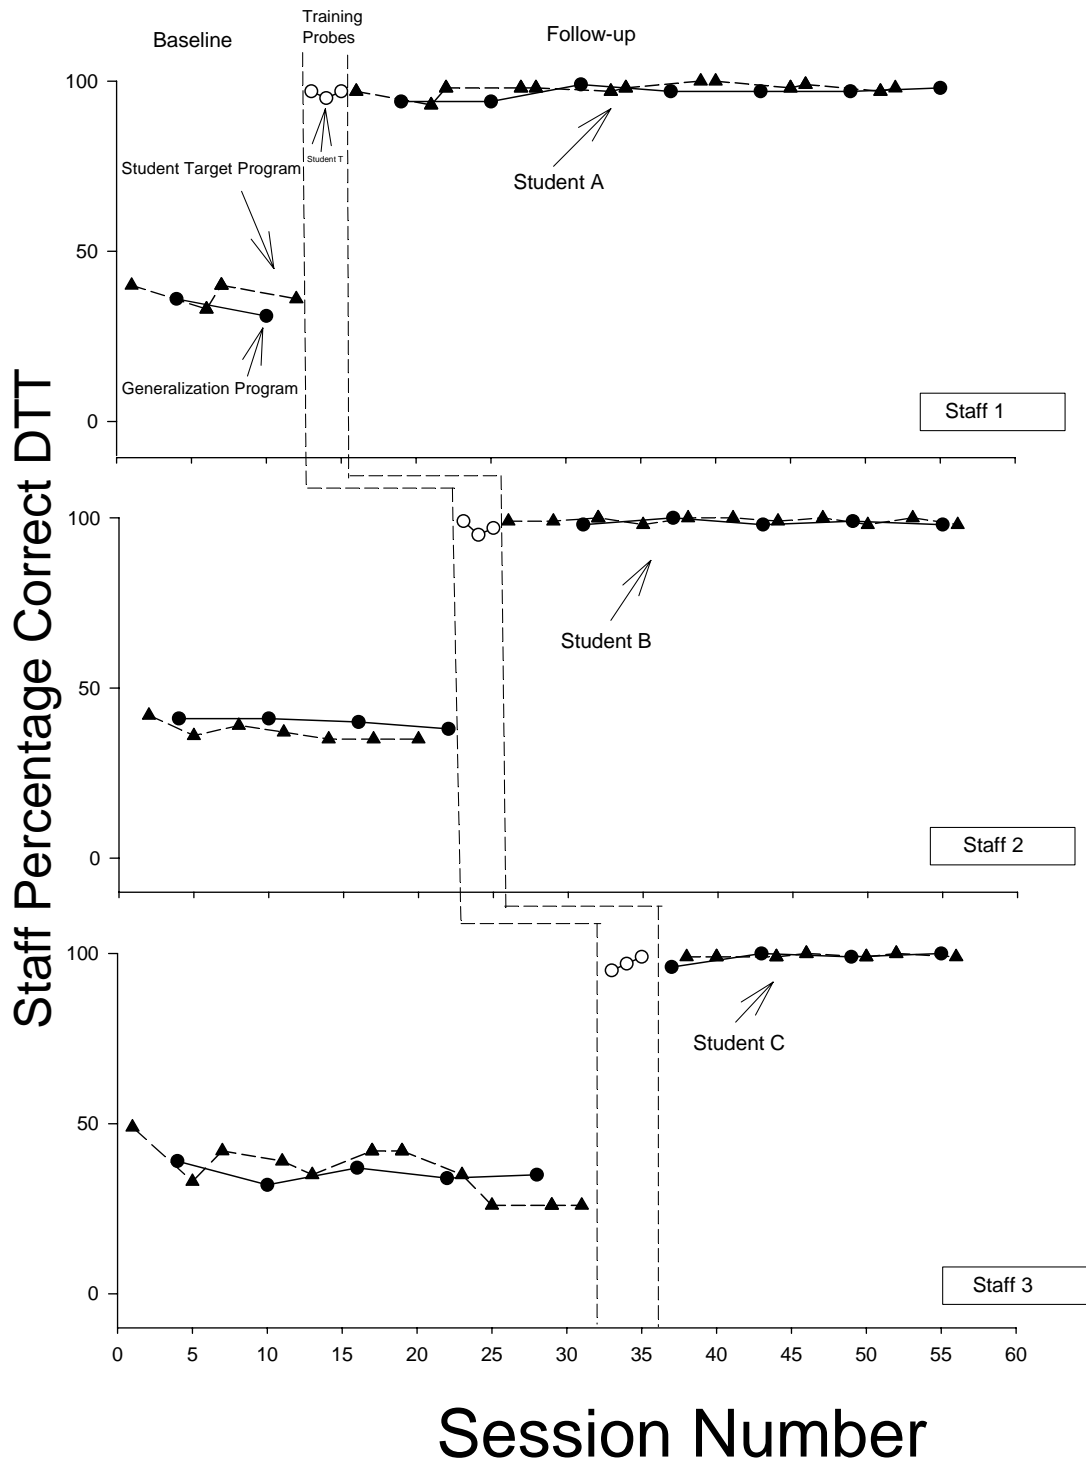 Training
Baseline Probes Follow-up
100
Student T
Student Target Program
Student A
50
Generalization Program
0
Staff 1
100
Student B
50
0
Staff 2
100
Student C
50
0
Staff 3
0 5 10 15 20 25 30 35 40 45 50 55 60
Staff Percentage Correct DTT
Session Number